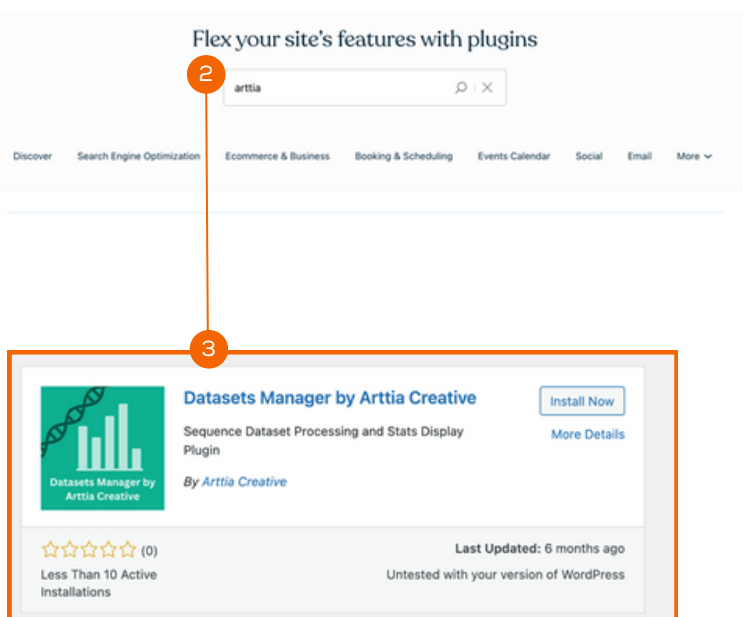 Flex your site's features with plugins
2
arttia
Discover Search Engine Optimization Ecommerce & Business Booking & Scheduling Events Calendar Social Email More
3
Datasets Manager by Arttia Creative
Install Now
Sequence Dataset Processing and Stats Display
Plugin
More Details
By Arttia Creative
Datasets Manager by
Arttia Creative
(0)
Last Updated: 6 months ago
Less Than 10 Active
Installations
Untested with your version of WordPress